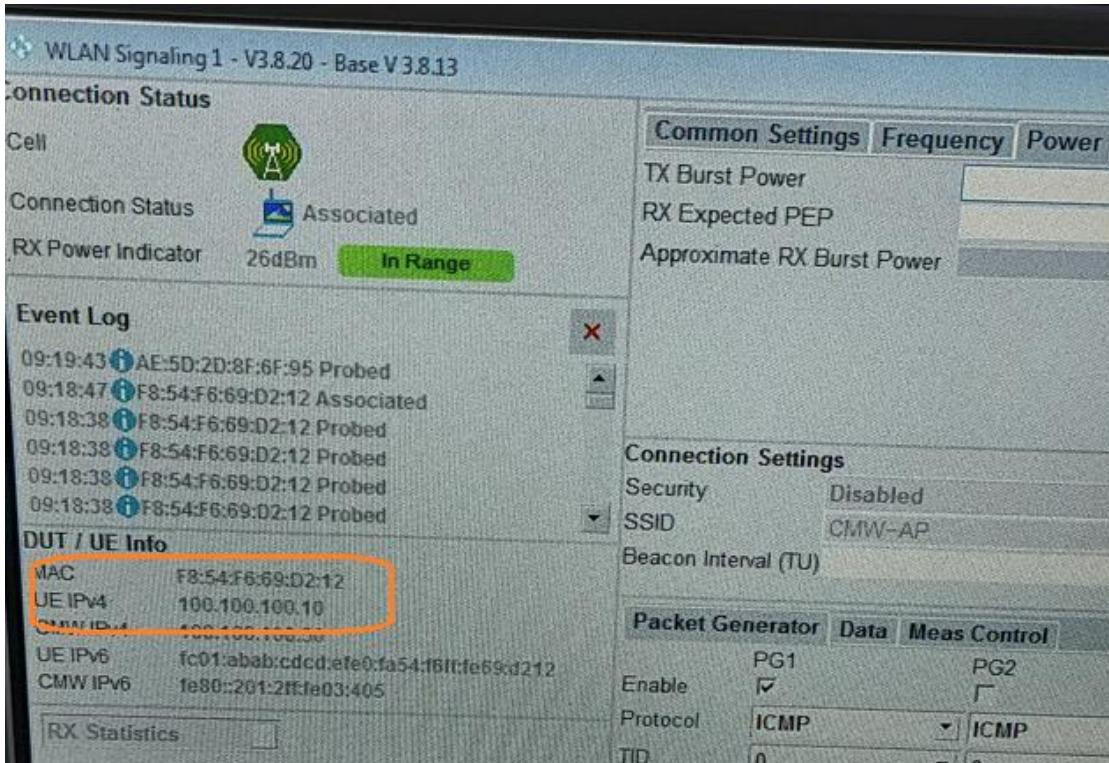 WLAN Signaling 1 - V3.8.20 - Base V 3.8.13
Connection Status
Cell
Connection Status Associated
RX Power Indicator 26dBm In Range
Event Log
09:19:43 AE:5D:2D:8F:6F:95 Probed
09:18:47 F8:54:F6:69:D2:12 Associated
09:18:38 F8:54:F6:69:D2:12 Probed
09:18:38 F8:54:F6:69:D2:12 Probed
09:18:38 F8:54:F6:69:D2:12 Probed
09:18:38 F8:54:F6:69:D2:12 Probed
DUT / UE Info
MAC F8:54:F6:69:D2:12
UE IPv4 100.100.100.10
CMW IPv4
UE IPv6 fc01:abab:cdcd:efe0:fa54:f6ff:fe69:d212
CMW IPv6 fe80::201:2ff:fe03:405
RX Statistics
Common Settings Frequency Power
TX Burst Power
RX Expected PEP
Approximate RX Burst Power
Connection Settings
Security Disabled
SSID CMW-AP
Beacon Interval (TU)
Packet Generator Data Meas Control
PG1 PG2
Enable
Protocol ICMP ICMP
TID 0